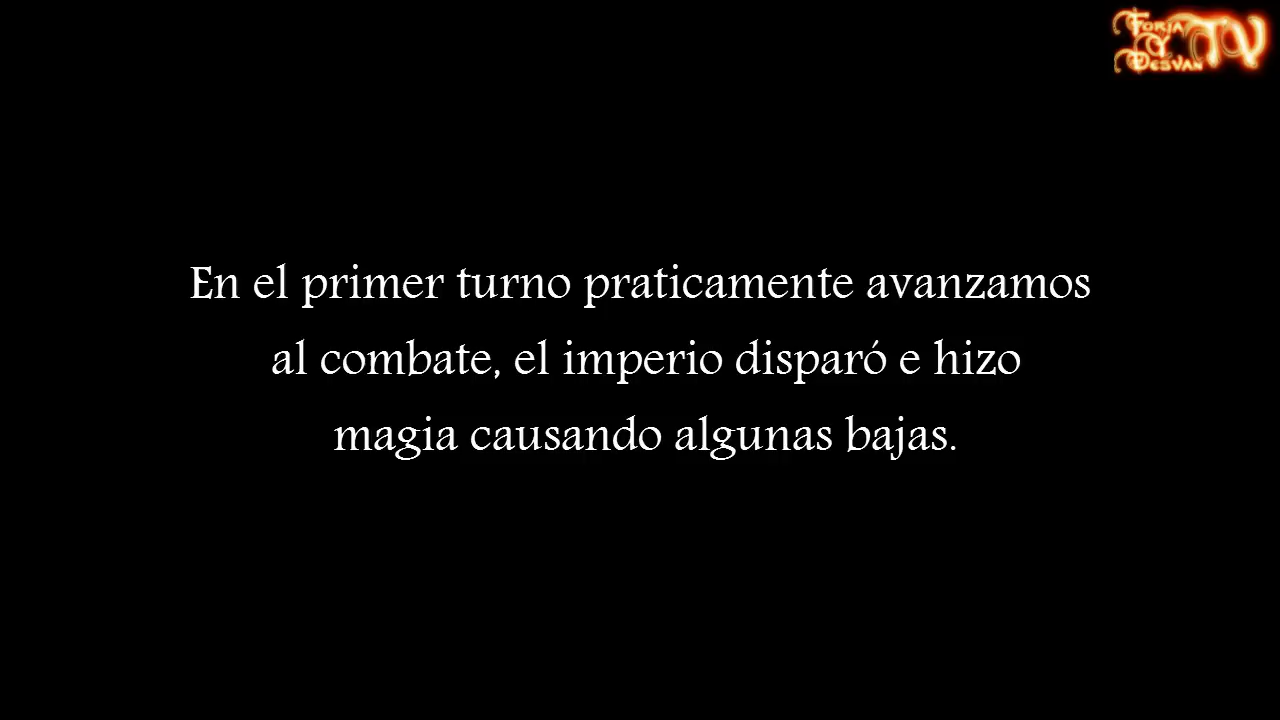 Forja
y
Desvan TV
En el primer turno praticamente avanzamos
al combate, el imperio disparó e hizo
magia causando algunas bajas.